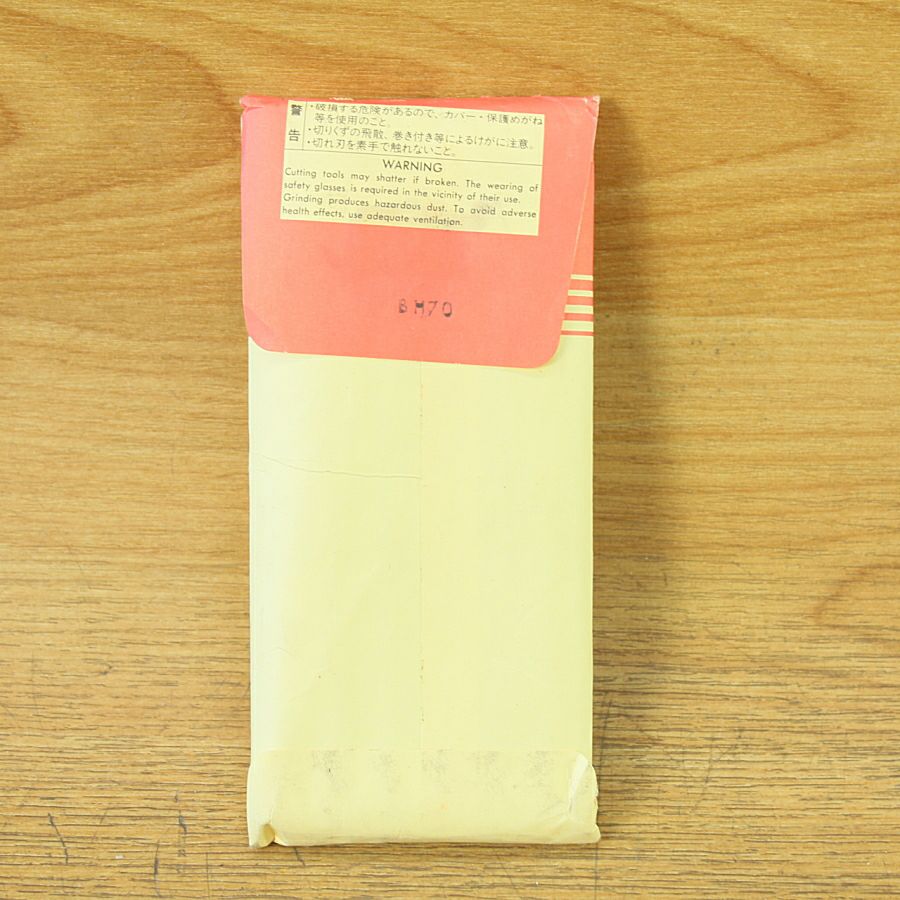 警告
・破損する危険があるので、カバー・保護めがね
等を使用のこと。
・切りくずの飛散、巻き付き等によるけがに注意。
・切れ刃を素手で触れないこと。
WARNING
Cutting tools may shatter if broken. The wearing of
safety glasses is required in the vicinity of their use.
Grinding produces hazardous dust. To avoid adverse
health effects, use adequate ventilation.
BH70